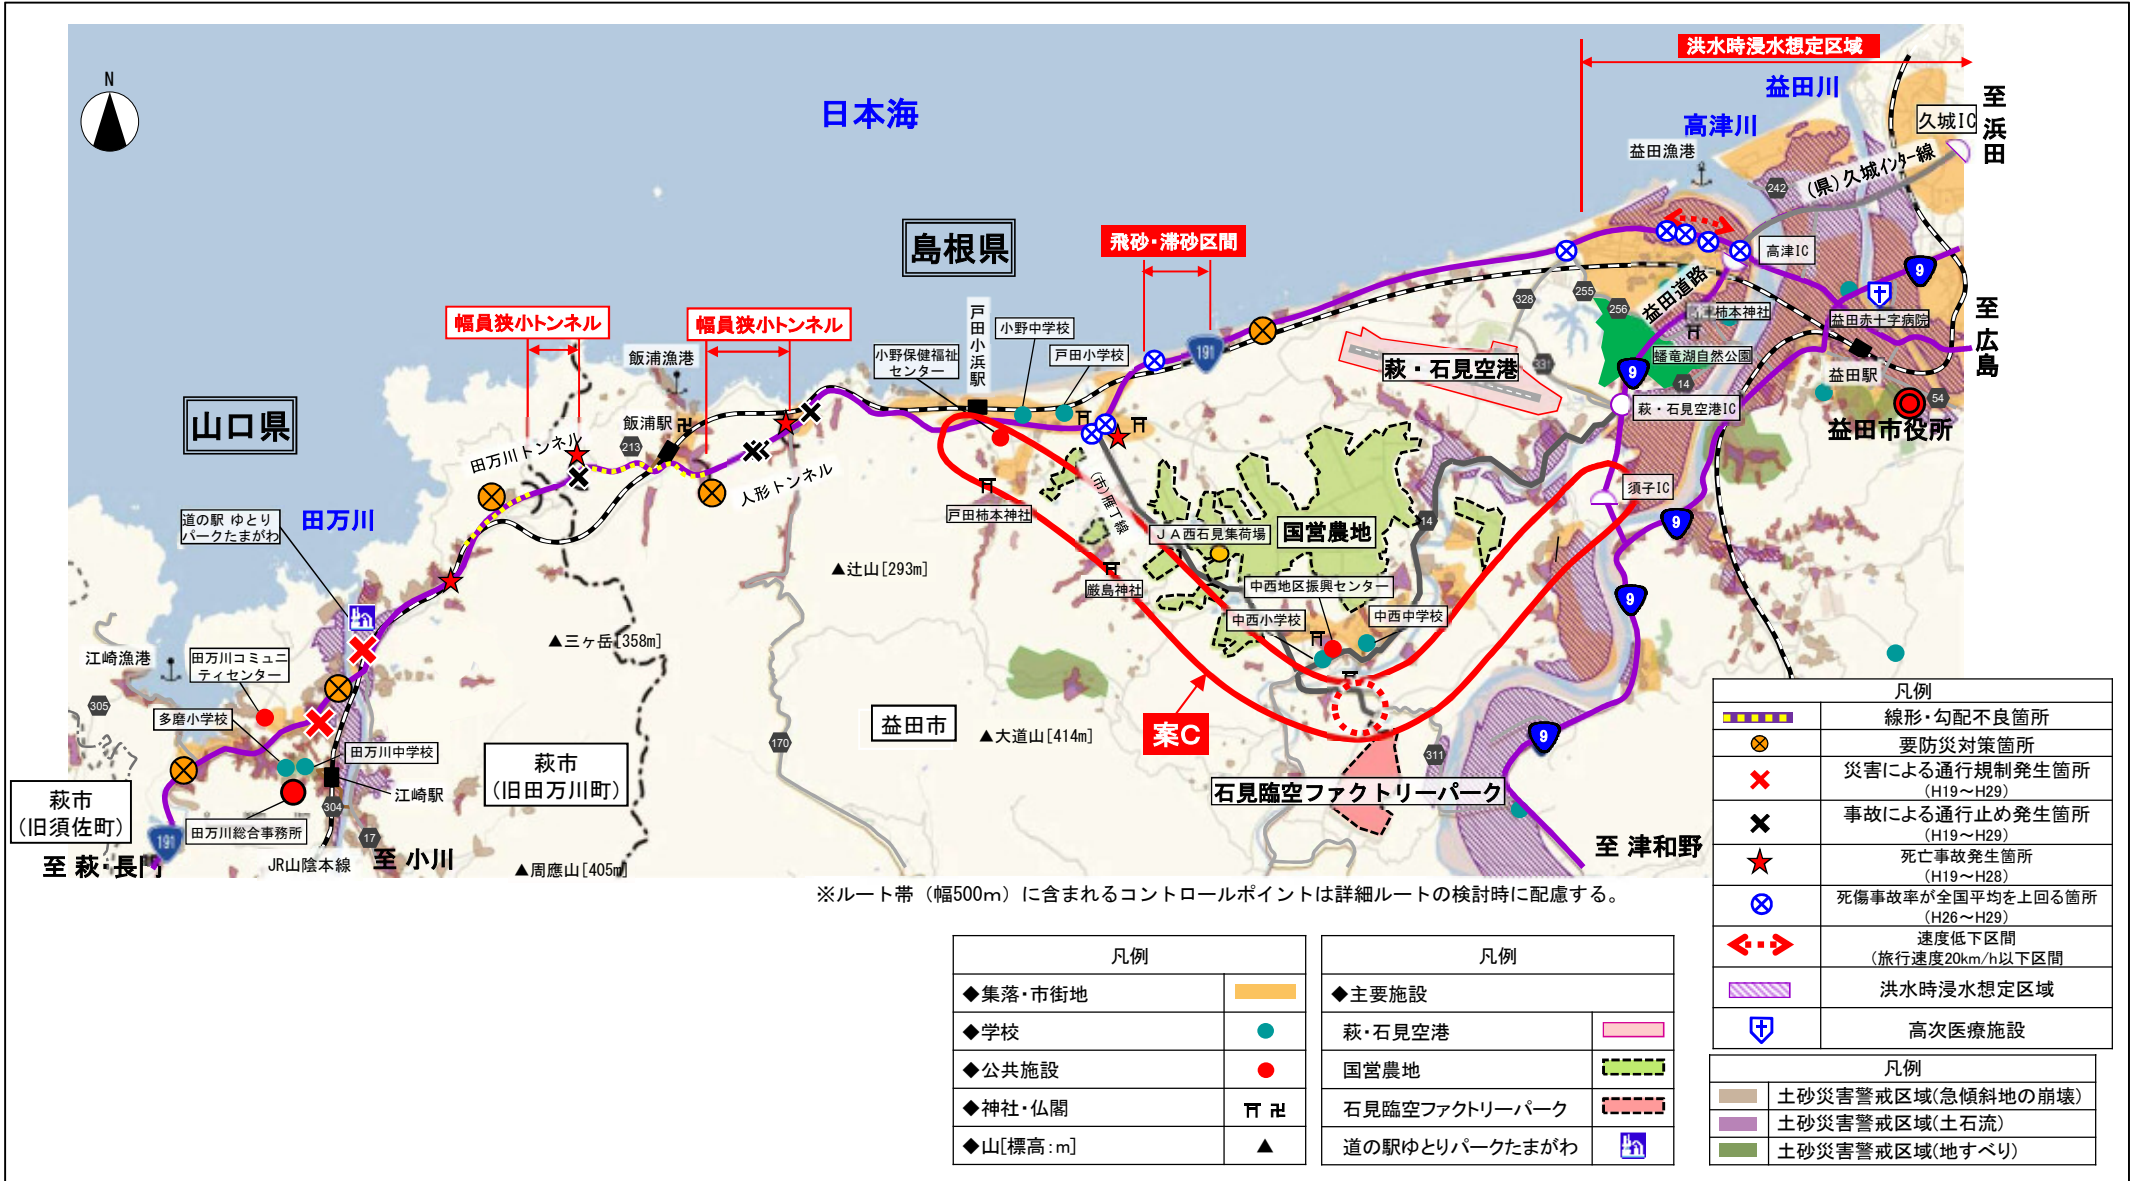 N
日本海
洪水時浸水想定区域
益田川
高津川
益田漁港
久城IC
至 浜田
(県)久城インター線
242
島根県
飛砂・滞砂区間
高津IC
9
328
255
256
益田道路
柿本神社
益田赤十字病院
至 広島
幅員狭小トンネル
幅員狭小トンネル
飯浦漁港
戸田小浜駅
小野中学校
小野保健福祉
センター
戸田小学校
191
萩・石見空港
331
蟠竜湖自然公園
9
14
益田駅
54
萩・石見空港IC
益田市役所
山口県
飯浦駅
213
田万川トンネル
人形トンネル
(市)雁丁線
戸田柿本神社
須子IC
9
14
国営農地
JA西石見集荷場
道の駅 ゆとり
パークたまがわ
田万川
▲辻山[293m]
厳島神社
中西地区振興センター
中西小学校
中西中学校
9
▲三ヶ岳[358m]
江崎漁港
田万川コミュニ
ティセンター
305
多磨小学校
田万川中学校
萩市
(旧田万川町)
170
益田市
▲大道山[414m]
案C
9
311
石見臨空ファクトリーパーク
萩市
(旧須佐町)
191
江崎駅
304
田万川総合事務所
17
至 萩・長門
JR山陰本線
至 小川
▲周應山[405m]
至 津和野
※ルート帯（幅500m）に含まれるコントロールポイントは詳細ルートの検討時に配慮する。
凡例
線形・勾配不良箇所
要防災対策箇所
災害による通行規制発生箇所
(H19～H29)
事故による通行止め発生箇所
(H19～H29)
死亡事故発生箇所
(H19～H28)
死傷事故率が全国平均を上回る箇所
(H26～H29)
速度低下区間
(旅行速度20km/h以下区間
洪水時浸水想定区域
高次医療施設
凡例
◆集落・市街地
◆学校
◆公共施設
◆神社・仏閣
◆山[標高:m] ▲
凡例
◆主要施設
萩・石見空港
国営農地
石見臨空ファクトリーパーク
道の駅ゆとりパークたまがわ
凡例
土砂災害警戒区域(急傾斜地の崩壊)
土砂災害警戒区域(土石流)
土砂災害警戒区域(地すべり)